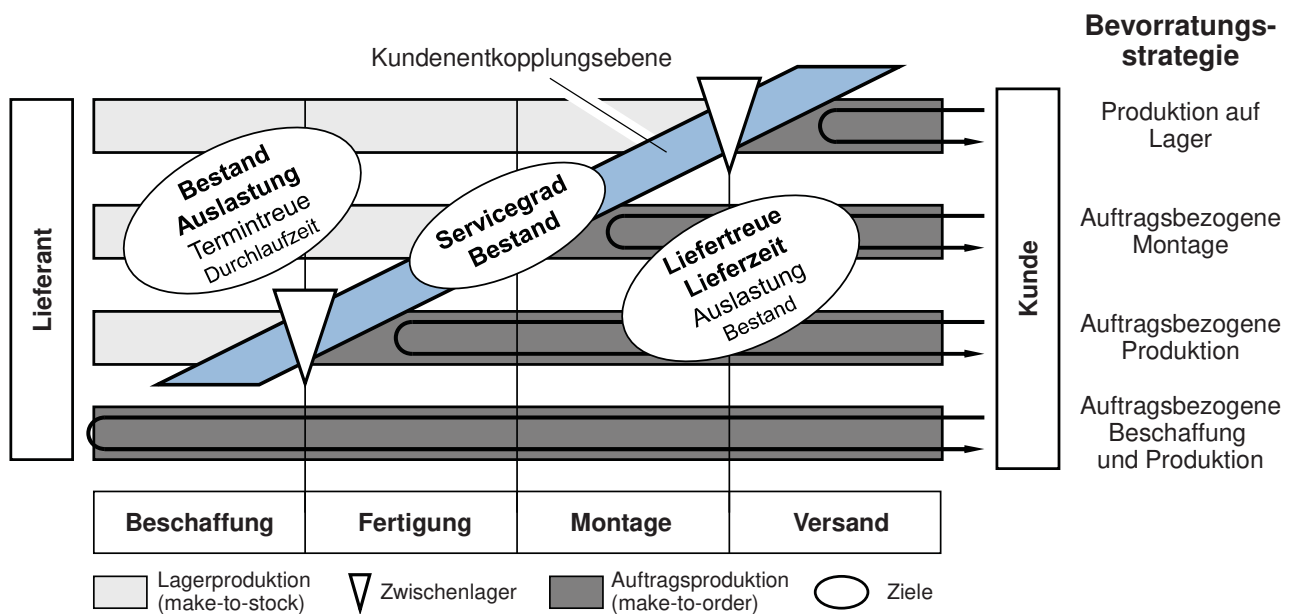 Bevorratungs-
strategie
Kundenentkopplungsebene
Lieferant
Kunde
Produktion auf
Lager
Bestand
Auslastung
Termintreue
Durchlaufzeit
Servicegrad
Bestand
Liefertreue
Lieferzeit
Auslastung
Bestand
Auftragsbezogene
Montage
Auftragsbezogene
Produktion
Auftragsbezogene
Beschaffung
und Produktion
Beschaffung
Fertigung
Montage
Versand
Lagerproduktion
(make-to-stock)
Zwischenlager
Auftragsproduktion
(make-to-order)
Ziele